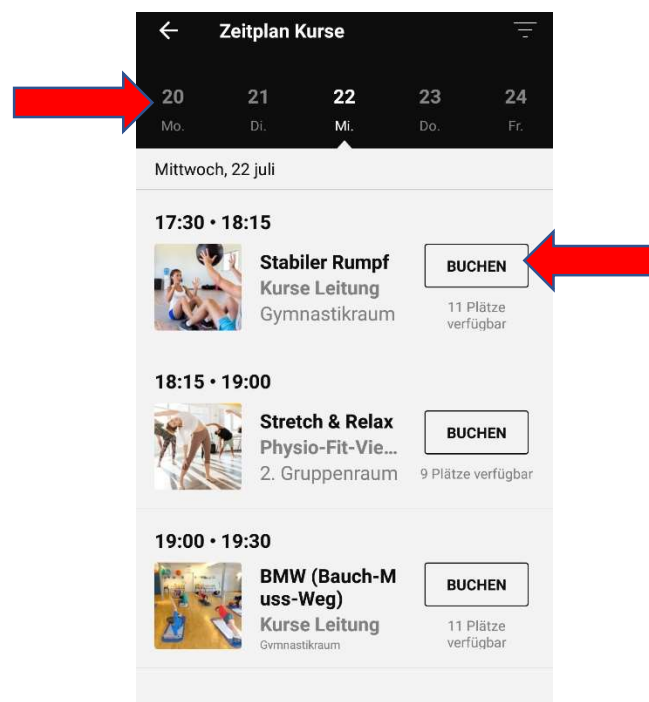 Zeitplan Kurse
20 21 22 23 24
Mo. Di. Mi. Do. Fr.
Mittwoch, 22 juli
17:30 • 18:15
Stabiler Rumpf
Kurse Leitung
Gymnastikraum
BUCHEN
11 Plätze
verfügbar
18:15 • 19:00
Stretch & Relax
Physio-Fit-Vie...
2. Gruppenraum
BUCHEN
9 Plätze verfügbar
19:00 • 19:30
BMW (Bauch-M
uss-Weg)
Kurse Leitung
Gymnastikraum
BUCHEN
11 Plätze
verfügbar